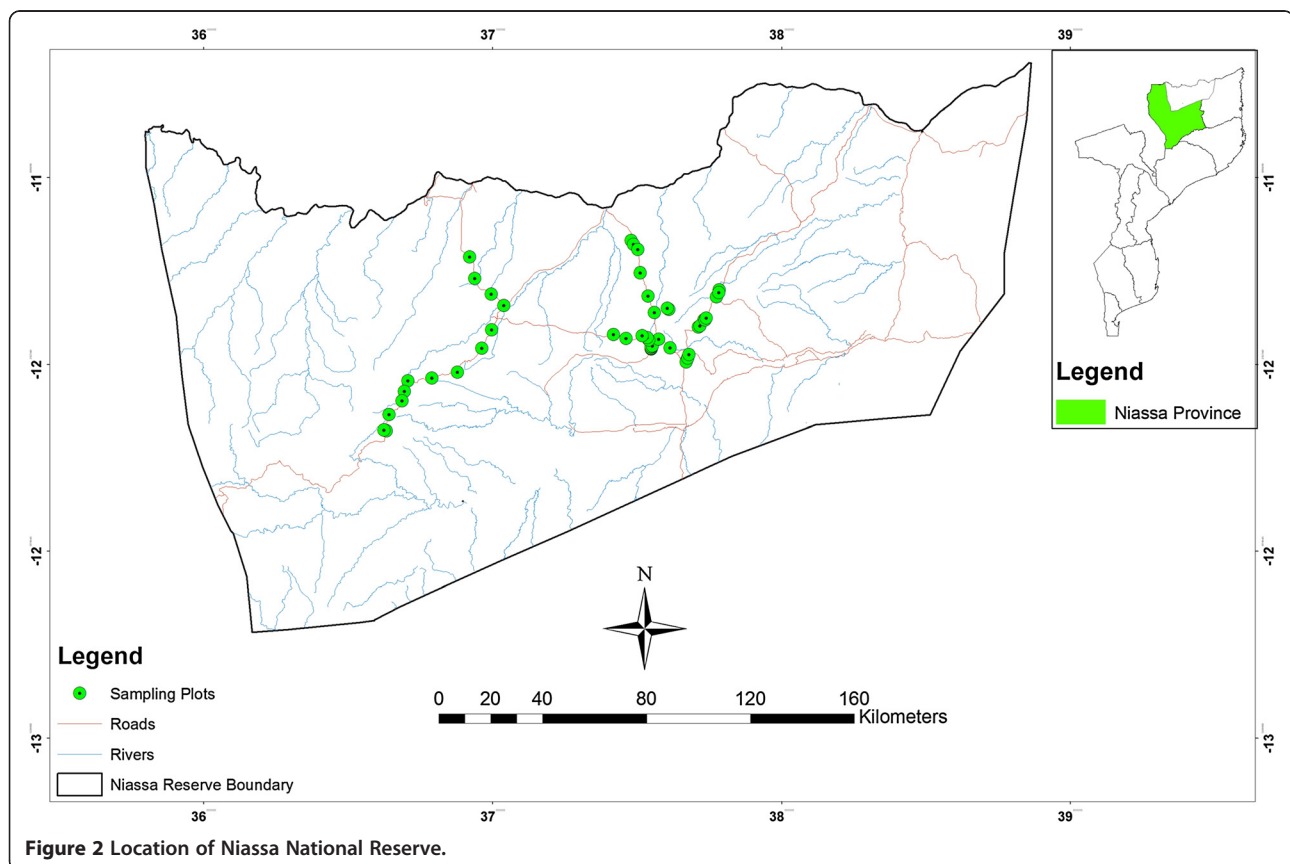 36 37 38 39
-11 -11
-12 -12
-12 -12
-13 -13
36 37 38 39
Legend
Niassa Province
N
0 20 40 80 120 160
Kilometers
Legend
Sampling Plots
Roads
Rivers
Niassa Reserve Boundary
Figure 2 Location of Niassa National Reserve.